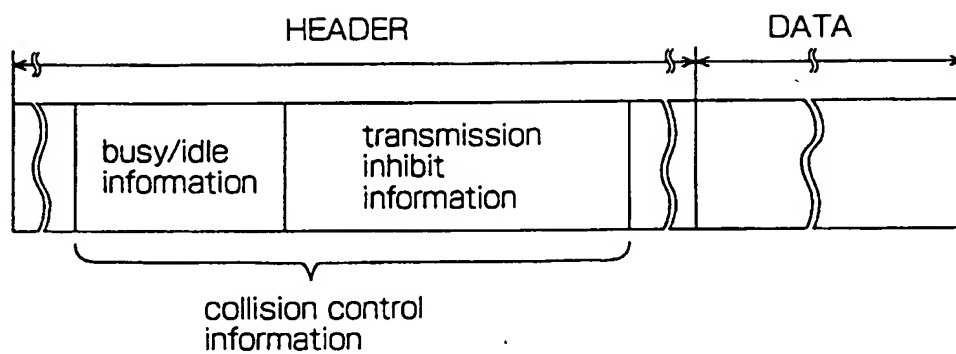 HEADER
DATA
busy/idle
information
transmission
inhibit
information
collision control
information